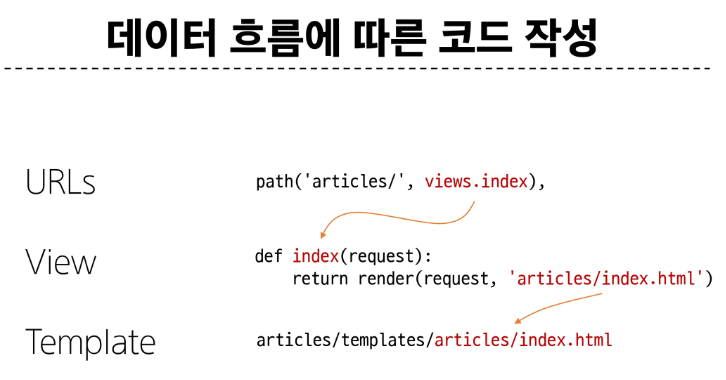 데이터 흐름에 따른 코드 작성
URLs
path('articles/', views.index),
View
def index(request):
    return render(request, 'articles/index.html')
Template
articles/templates/articles/index.html